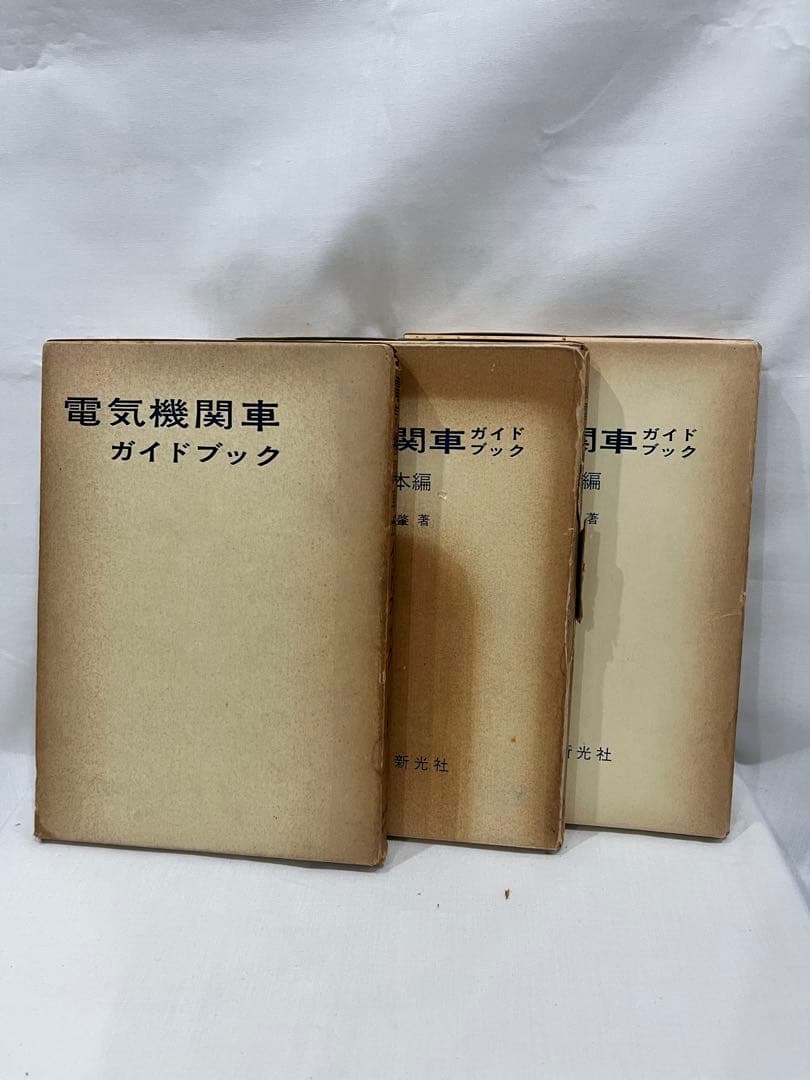 電気機関車
ガイドブック
関車 ガイド
ブック
本編
肇 著
新光社
関車 ガイド
ブック
編
著
光社